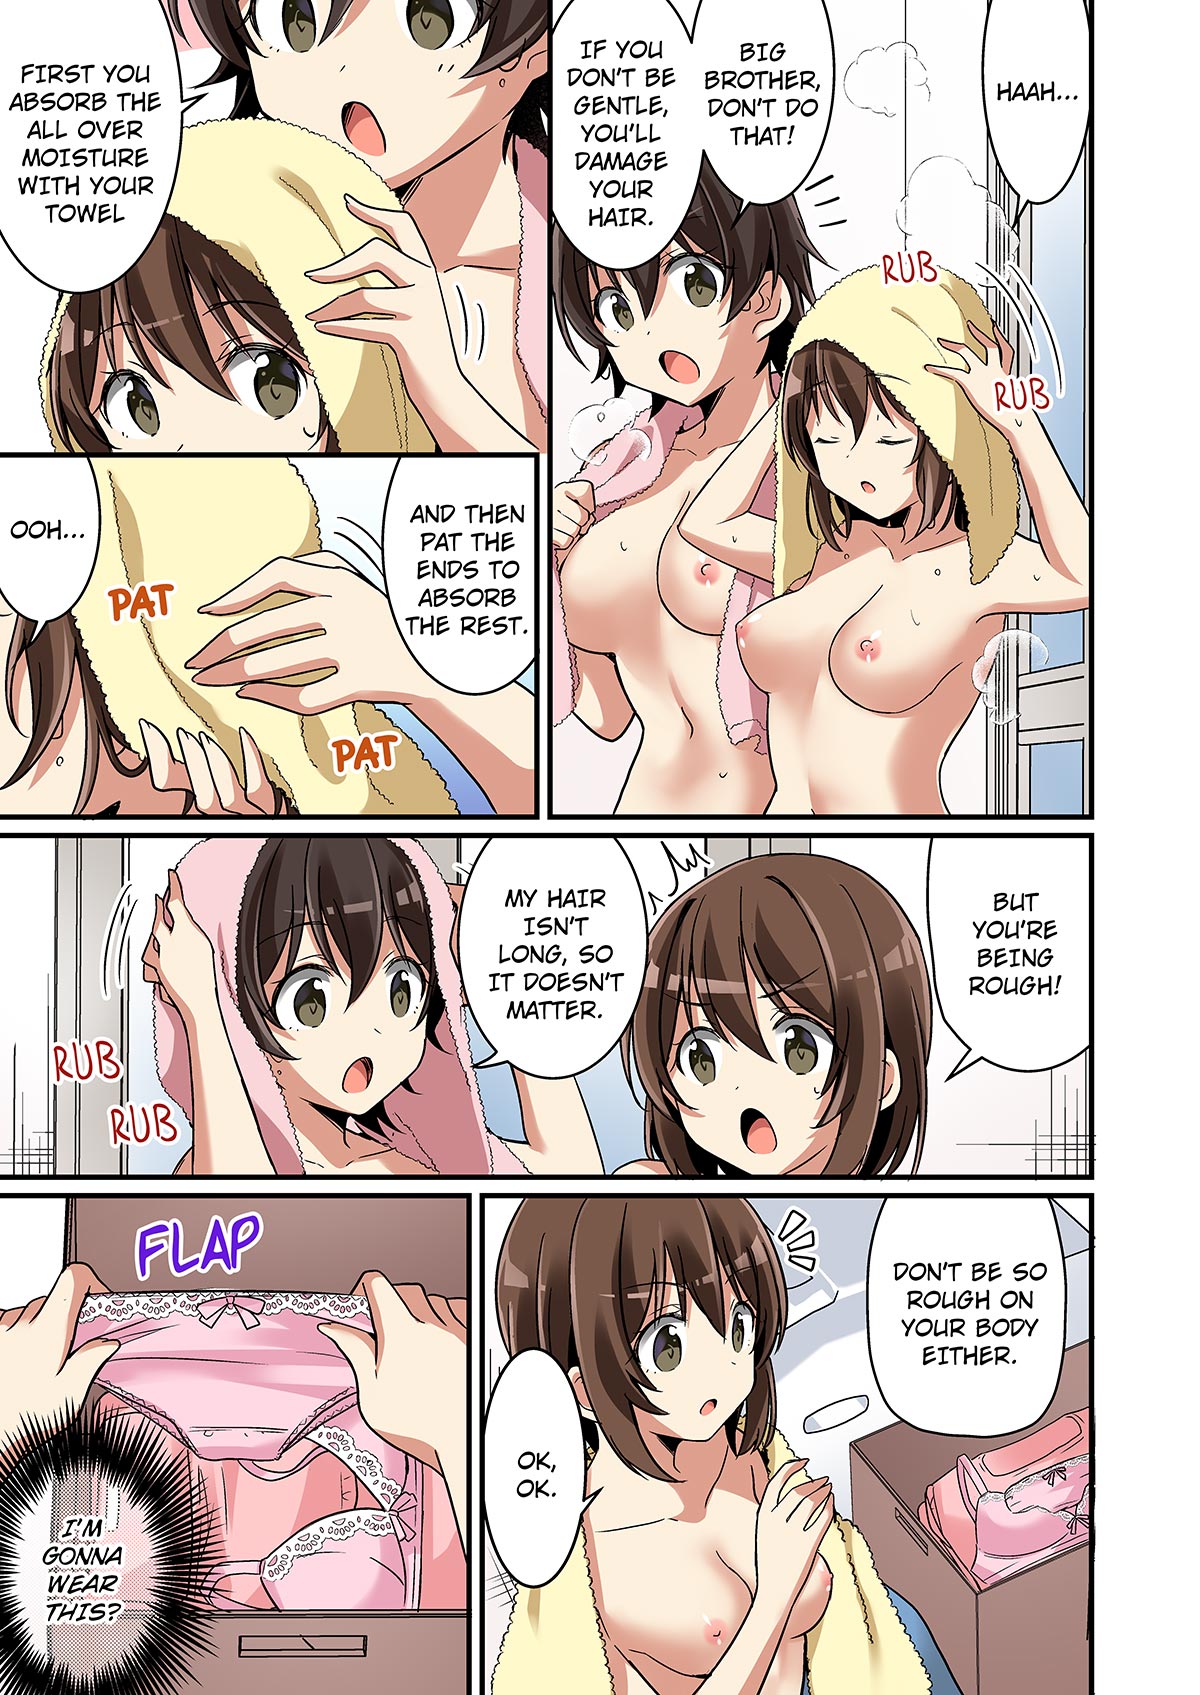 HAAH...
BIG
BROTHER,
DON'T DO
THAT!
IF YOU
DON'T BE
GENTLE,
YOU'LL
DAMAGE
YOUR
HAIR.
RUB
RUB
FIRST YOU
ABSORB THE
ALL OVER
MOISTURE
WITH YOUR
TOWEL
AND THEN
PAT THE
ENDS TO
ABSORB
THE REST.
OOH...
PAT
PAT
BUT
YOU'RE
BEING
ROUGH!
MY HAIR
ISN'T
LONG, SO
IT DOESN'T
MATTER.
RUB
RUB
DON'T BE SO
ROUGH ON
YOUR BODY
EITHER.
OK,
OK.
FLAP
I'M
GONNA
WEAR
THIS?